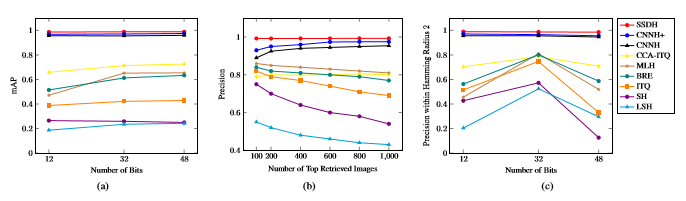 mAP
1
0.8
0.6
0.4
0.2
0
12
32
48
Number of Bits
(a)
Precision
1
0.8
0.6
0.4
100
200
400
600
800
1,000
Number of Top Retrieved Images
(b)
Precision within Hamming Radius 2
1
0.8
0.6
0.4
0.2
0
12
32
48
Number of Bits
(c)
SSDH
CNNH+
CNNH
CCA-ITQ
MLH
BRE
ITQ
SH
LSH